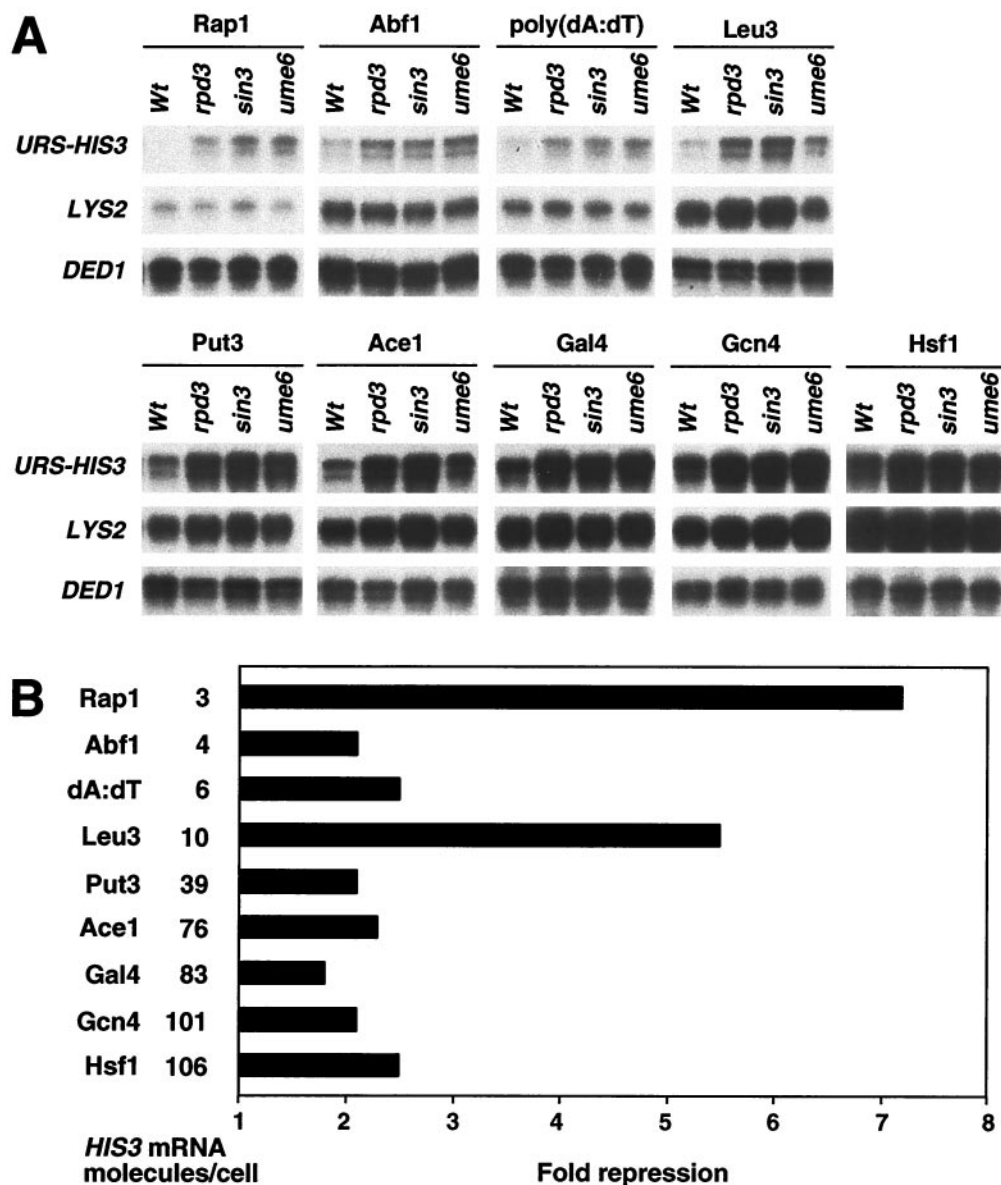 A
Rap1 Abf1 poly(dA:dT) Leu3
Wt rpd3 sin3 ume6 Wt rpd3 sin3 ume6 Wt rpd3 sin3 ume6 Wt rpd3 sin3 ume6
URS-HIS3
LYS2
DED1
Put3 Ace1 Gal4 Gcn4 Hsf1
Wt rpd3 sin3 ume6 Wt rpd3 sin3 ume6 Wt rpd3 sin3 ume6 Wt rpd3 sin3 ume6 Wt rpd3 sin3 ume6
URS-HIS3
LYS2
DED1
B
Rap1 3
Abf1 4
dA:dT 6
Leu3 10
Put3 39
Ace1 76
Gal4 83
Gcn4 101
Hsf1 106
1 2 3 4 5 6 7 8
HIS3 mRNA
molecules/cell Fold repression